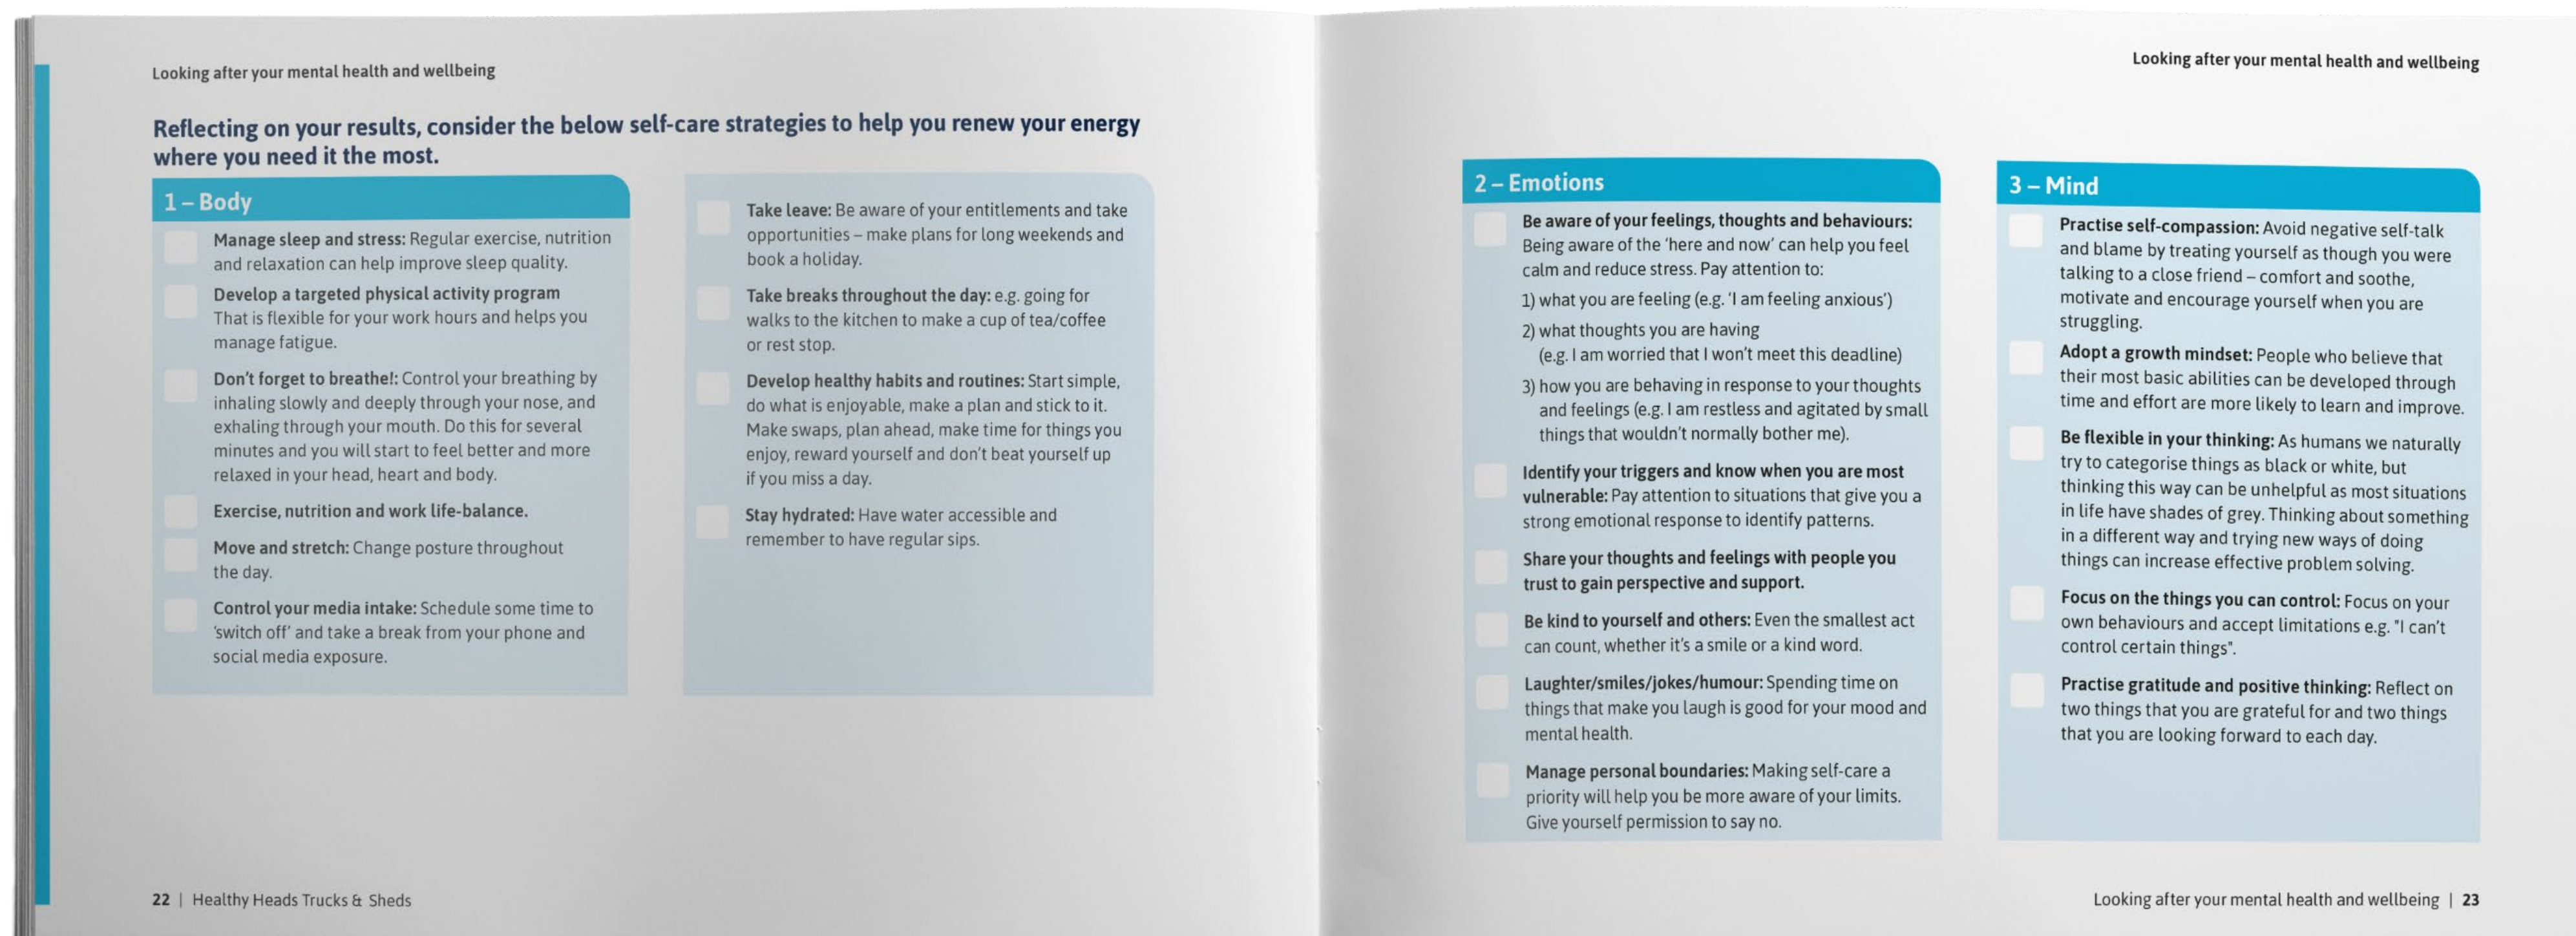 Looking after your mental health and wellbeing
Reflecting on your results, consider the below self-care strategies to help you renew your energy
where you need it the most.
1 – Body
Manage sleep and stress: Regular exercise, nutrition
and relaxation can help improve sleep quality.
Develop a targeted physical activity program
That is flexible for your work hours and helps you
manage fatigue.
Don't forget to breathe!: Control your breathing by
inhaling slowly and deeply through your nose, and
exhaling through your mouth. Do this for several
minutes and you will start to feel better and more
relaxed in your head, heart and body.
Exercise, nutrition and work life-balance.
Move and stretch: Change posture throughout
the day.
Control your media intake: Schedule some time to
'switch off' and take a break from your phone and
social media exposure.
Take leave: Be aware of your entitlements and take
opportunities – make plans for long weekends and
book a holiday.
Take breaks throughout the day: e.g. going for
walks to the kitchen to make a cup of tea/coffee
or rest stop.
Develop healthy habits and routines: Start simple,
do what is enjoyable, make a plan and stick to it.
Make swaps, plan ahead, make time for things you
enjoy, reward yourself and don't beat yourself up
if you miss a day.
Stay hydrated: Have water accessible and
remember to have regular sips.
22 | Healthy Heads Trucks & Sheds
Looking after your mental health and wellbeing
2 – Emotions
Be aware of your feelings, thoughts and behaviours:
Being aware of the 'here and now' can help you feel
calm and reduce stress. Pay attention to:
1) what you are feeling (e.g. 'I am feeling anxious')
2) what thoughts you are having
(e.g. I am worried that I won't meet this deadline)
3) how you are behaving in response to your thoughts
and feelings (e.g. I am restless and agitated by small
things that wouldn't normally bother me).
Identify your triggers and know when you are most
vulnerable: Pay attention to situations that give you a
strong emotional response to identify patterns.
Share your thoughts and feelings with people you
trust to gain perspective and support.
Be kind to yourself and others: Even the smallest act
can count, whether it's a smile or a kind word.
Laughter/smiles/jokes/humour: Spending time on
things that make you laugh is good for your mood and
mental health.
Manage personal boundaries: Making self-care a
priority will help you be more aware of your limits.
Give yourself permission to say no.
3 – Mind
Practise self-compassion: Avoid negative self-talk
and blame by treating yourself as though you were
talking to a close friend – comfort and soothe,
motivate and encourage yourself when you are
struggling.
Adopt a growth mindset: People who believe that
their most basic abilities can be developed through
time and effort are more likely to learn and improve.
Be flexible in your thinking: As humans we naturally
try to categorise things as black or white, but
thinking this way can be unhelpful as most situations
in life have shades of grey. Thinking about something
in a different way and trying new ways of doing
things can increase effective problem solving.
Focus on the things you can control: Focus on your
own behaviours and accept limitations e.g. "I can't
control certain things".
Practise gratitude and positive thinking: Reflect on
two things that you are grateful for and two things
that you are looking forward to each day.
Looking after your mental health and wellbeing | 23